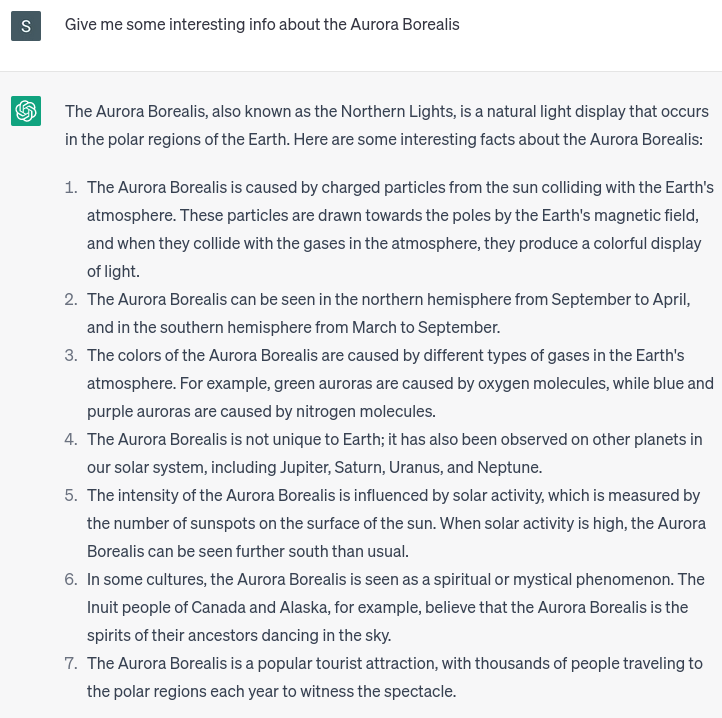 S
Give me some interesting info about the Aurora Borealis
The Aurora Borealis, also known as the Northern Lights, is a natural light display that occurs
in the polar regions of the Earth. Here are some interesting facts about the Aurora Borealis:
1. The Aurora Borealis is caused by charged particles from the sun colliding with the Earth's
atmosphere. These particles are drawn towards the poles by the Earth's magnetic field,
and when they collide with the gases in the atmosphere, they produce a colorful display
of light.
2. The Aurora Borealis can be seen in the northern hemisphere from September to April,
and in the southern hemisphere from March to September.
3. The colors of the Aurora Borealis are caused by different types of gases in the Earth's
atmosphere. For example, green auroras are caused by oxygen molecules, while blue and
purple auroras are caused by nitrogen molecules.
4. The Aurora Borealis is not unique to Earth; it has also been observed on other planets in
our solar system, including Jupiter, Saturn, Uranus, and Neptune.
5. The intensity of the Aurora Borealis is influenced by solar activity, which is measured by
the number of sunspots on the surface of the sun. When solar activity is high, the Aurora
Borealis can be seen further south than usual.
6. In some cultures, the Aurora Borealis is seen as a spiritual or mystical phenomenon. The
Inuit people of Canada and Alaska, for example, believe that the Aurora Borealis is the
spirits of their ancestors dancing in the sky.
7. The Aurora Borealis is a popular tourist attraction, with thousands of people traveling to
the polar regions each year to witness the spectacle.